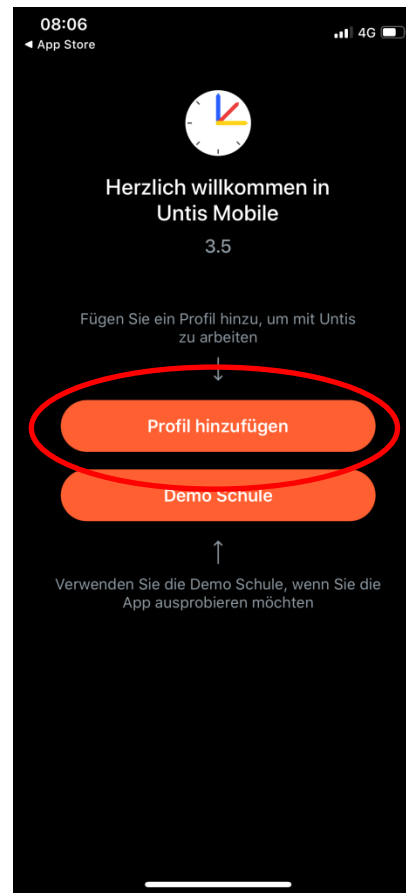 08:06
4G
◀ App Store
Herzlich willkommen in
Untis Mobile
3.5
Fügen Sie ein Profil hinzu, um mit Untis
zu arbeiten
↓
Profil hinzufügen
Demo Schule
↑
Verwenden Sie die Demo Schule, wenn Sie die
App ausprobieren möchten